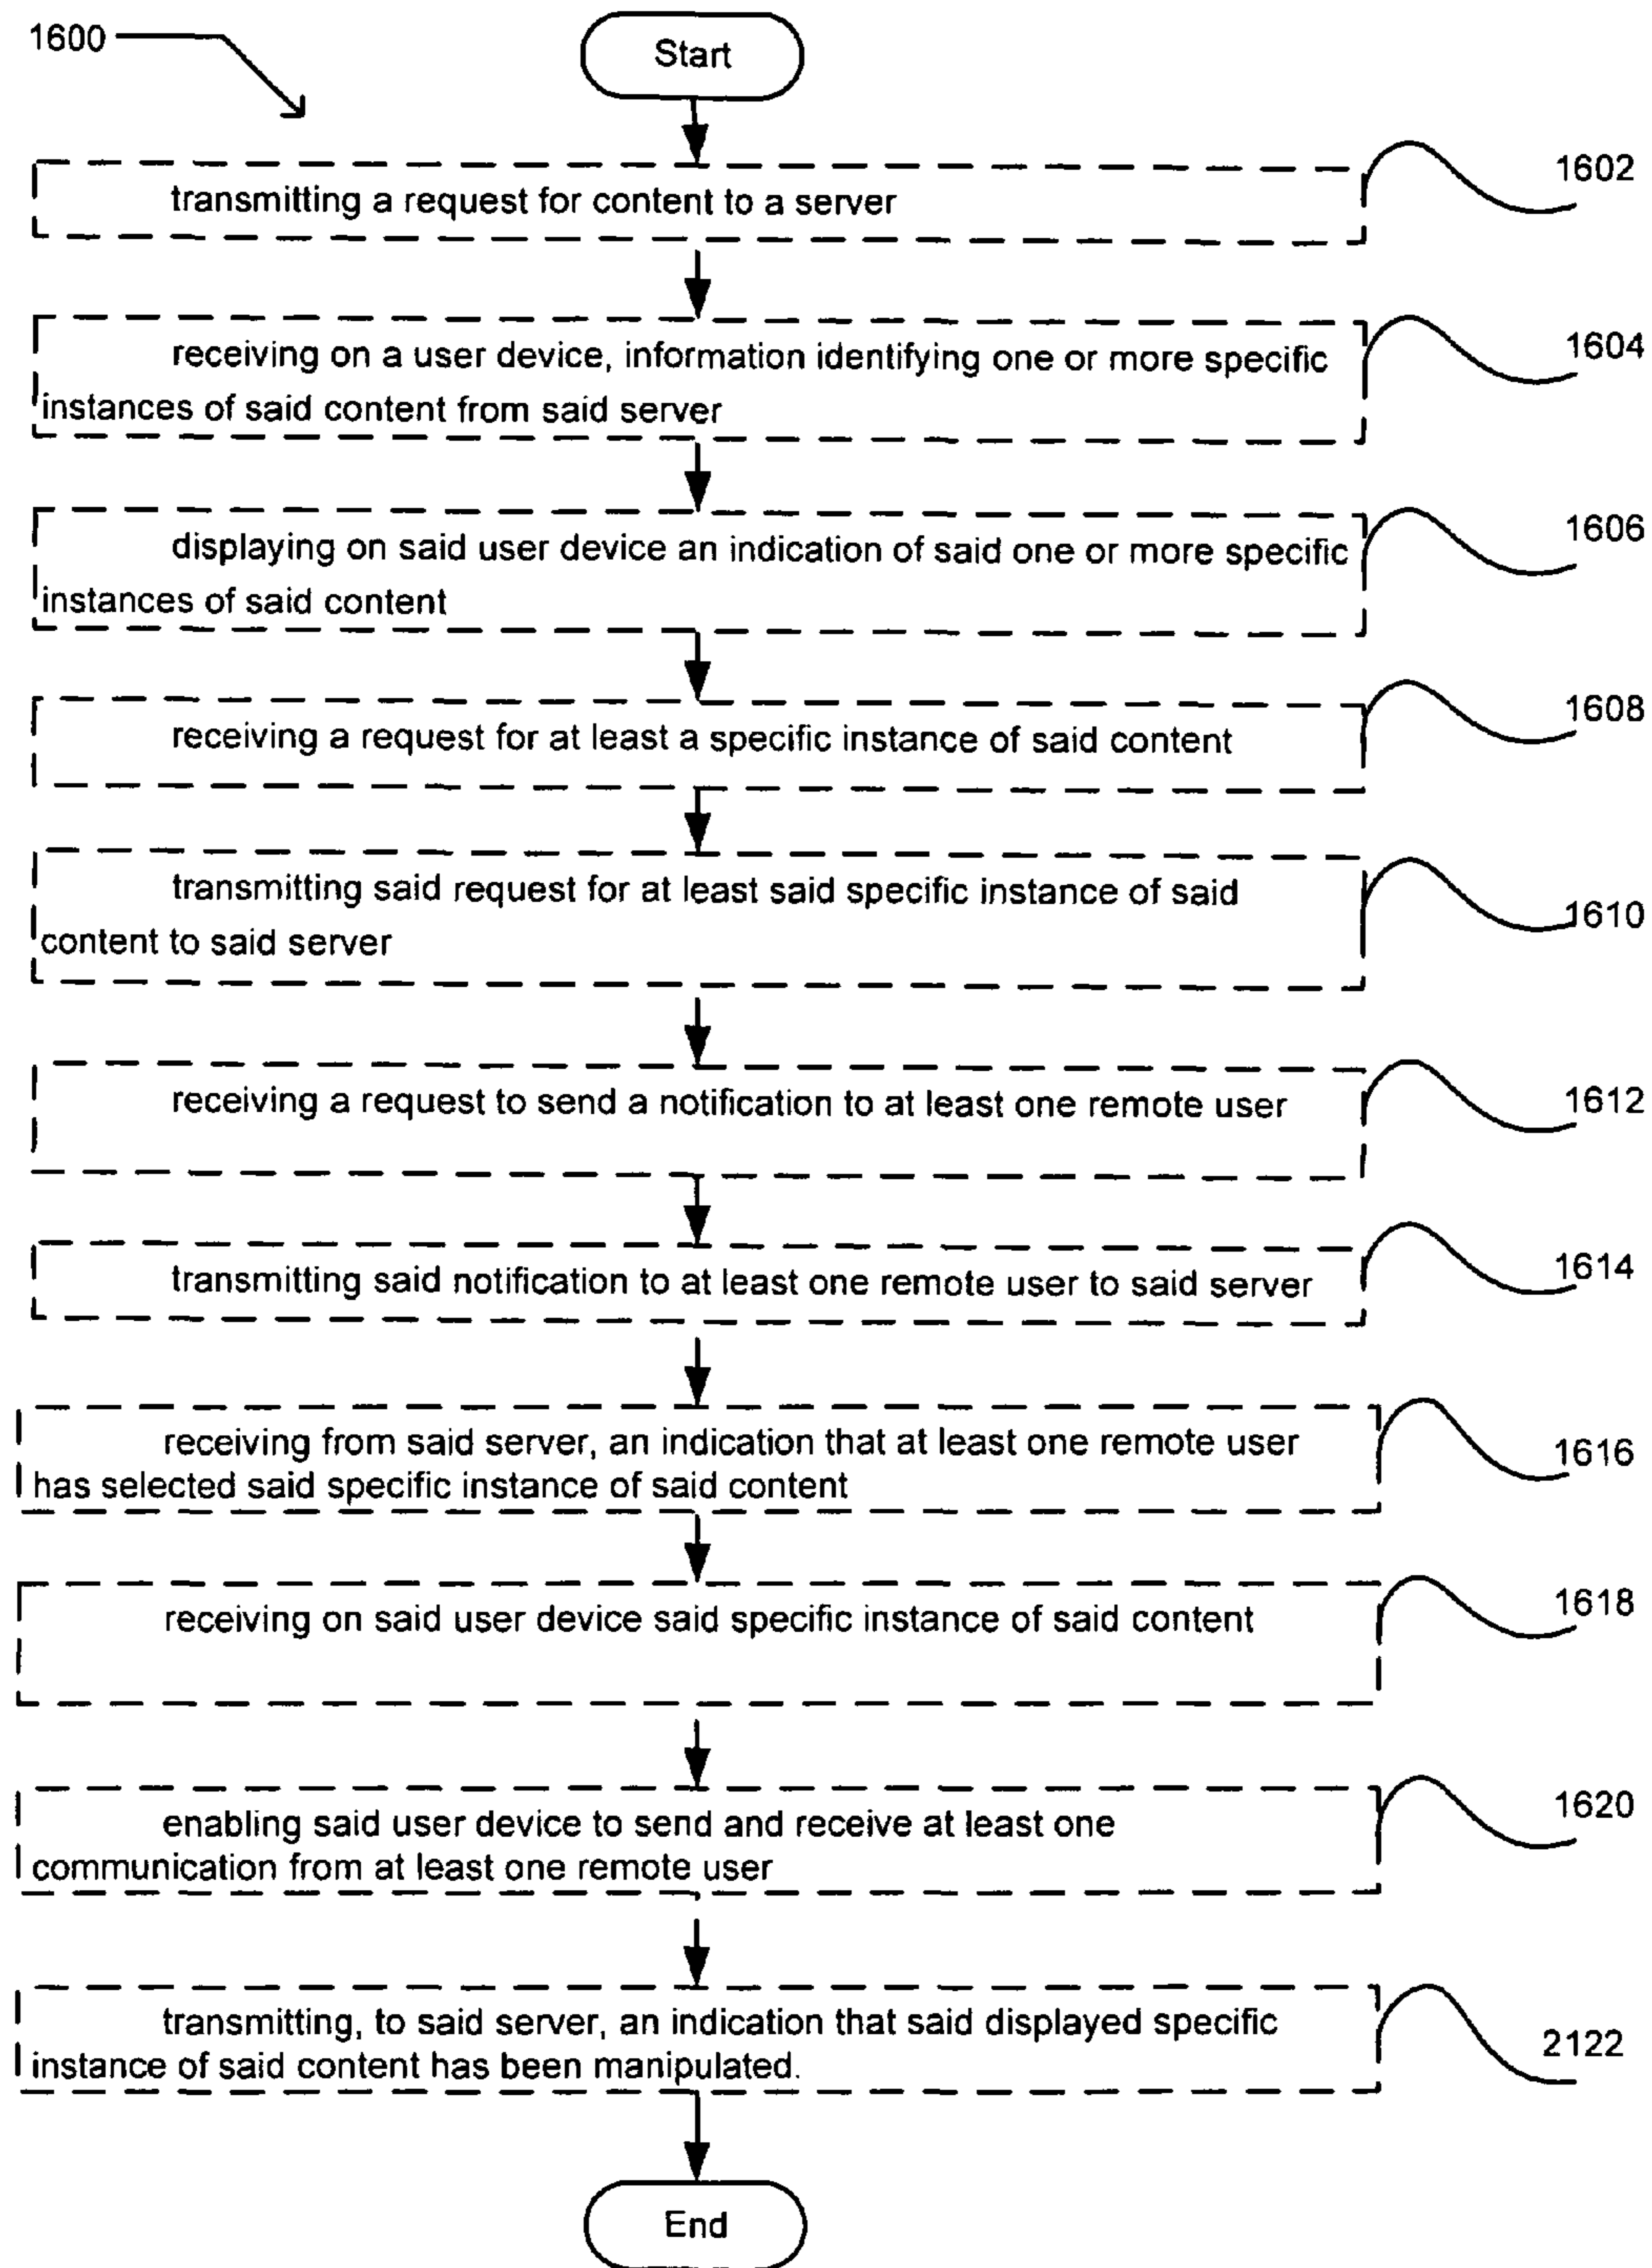 1600
Start
1602
transmitting a request for content to a server
1604
receiving on a user device, information identifying one or more specific
instances of said content from said server
1606
displaying on said user device an indication of said one or more specific
instances of said content
1608
receiving a request for at least a specific instance of said content
1610
transmitting said request for at least said specific instance of said
content to said server
1612
receiving a request to send a notification to at least one remote user
1614
transmitting said notification to at least one remote user to said server
1616
receiving from said server, an indication that at least one remote user
has selected said specific instance of said content
1618
receiving on said user device said specific instance of said content
1620
enabling said user device to send and receive at least one
communication from at least one remote user
2122
transmitting, to said server, an indication that said displayed specific
instance of said content has been manipulated.
End